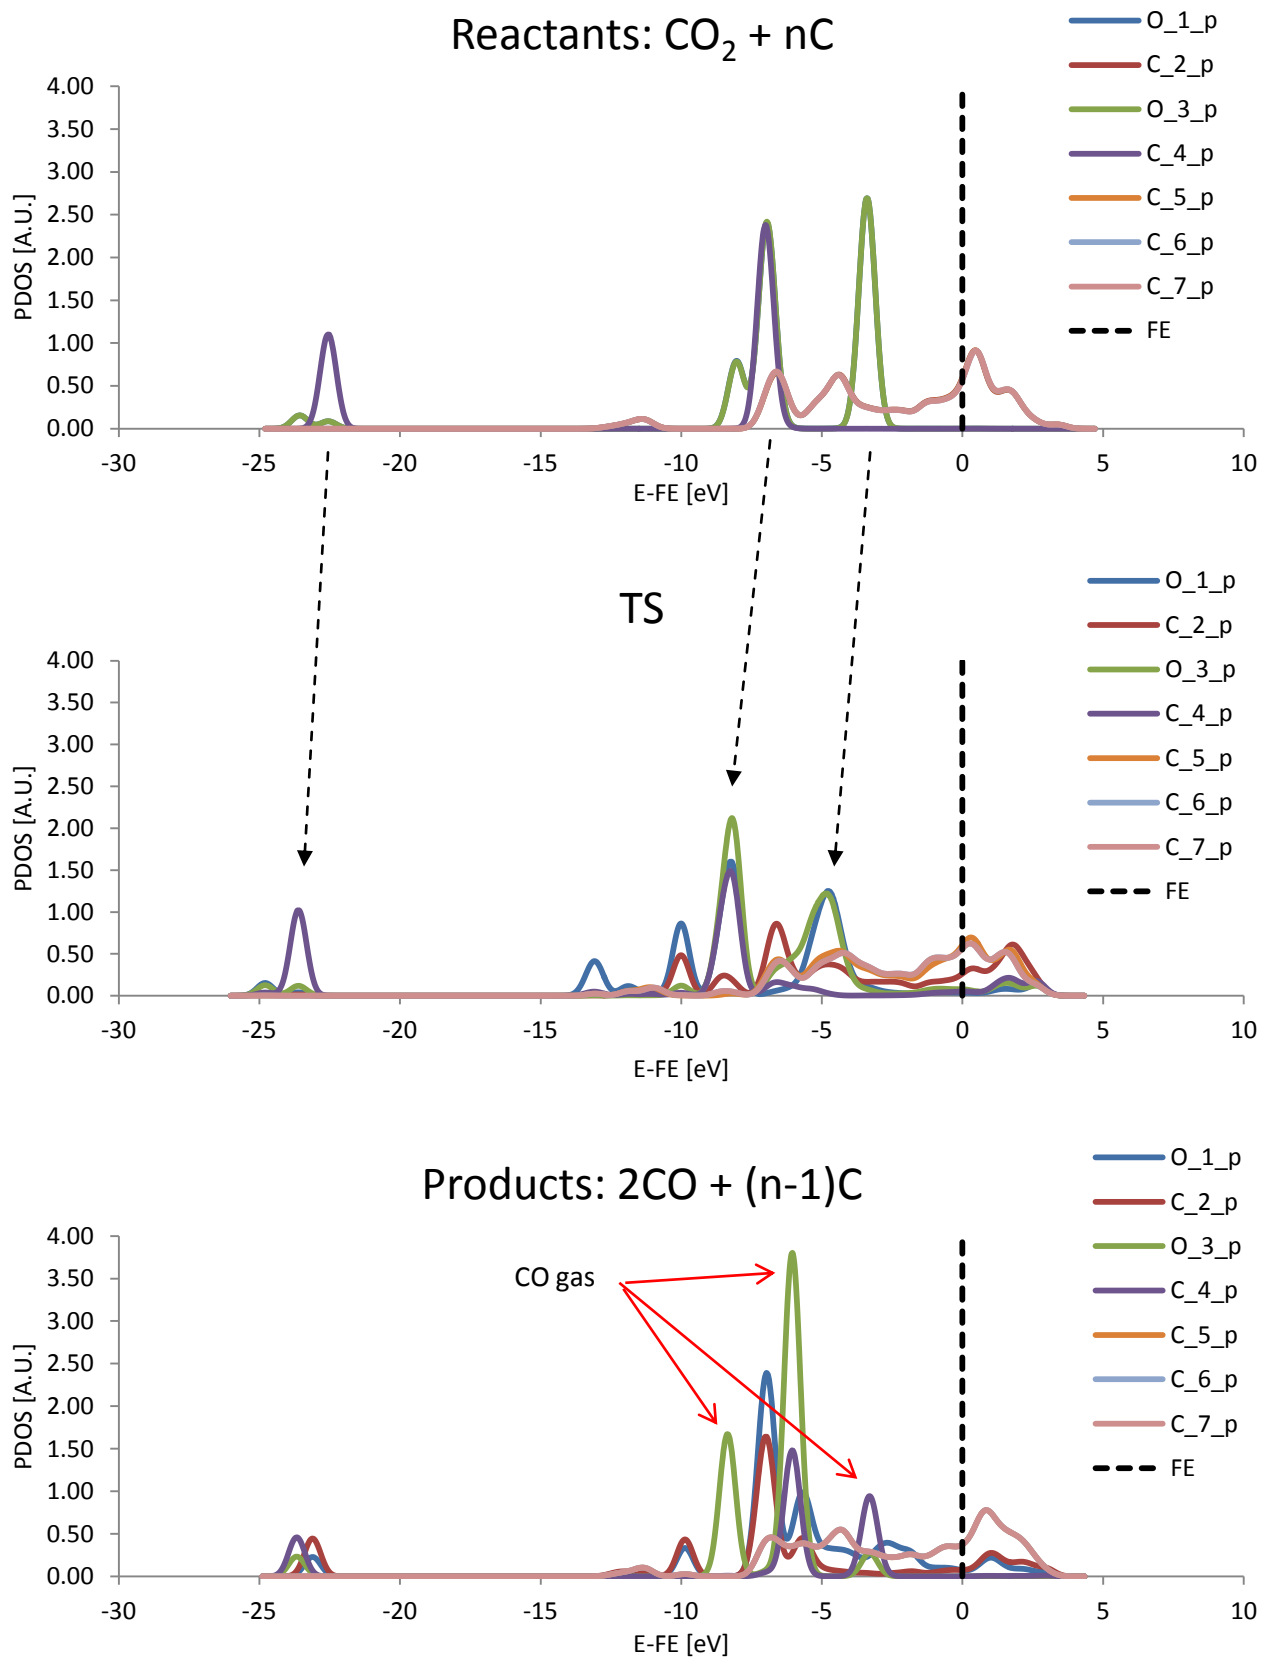 Reactants: CO2 + nC
O_1_p
C_2_p
O_3_p
C_4_p
C_5_p
C_6_p
C_7_p
FE
PDOS [A.U.]
4.00
3.50
3.00
2.50
2.00
1.50
1.00
0.50
0.00
-30 -25 -20 -15 -10 -5 0 5 10
E-FE [eV]
TS
O_1_p
C_2_p
O_3_p
C_4_p
C_5_p
C_6_p
C_7_p
FE
PDOS [A.U.]
4.00
3.50
3.00
2.50
2.00
1.50
1.00
0.50
0.00
-30 -25 -20 -15 -10 -5 0 5 10
E-FE [eV]
Products: 2CO + (n-1)C
O_1_p
C_2_p
O_3_p
C_4_p
C_5_p
C_6_p
C_7_p
FE
CO gas
PDOS [A.U.]
4.00
3.50
3.00
2.50
2.00
1.50
1.00
0.50
0.00
-30 -25 -20 -15 -10 -5 0 5 10
E-FE [eV]